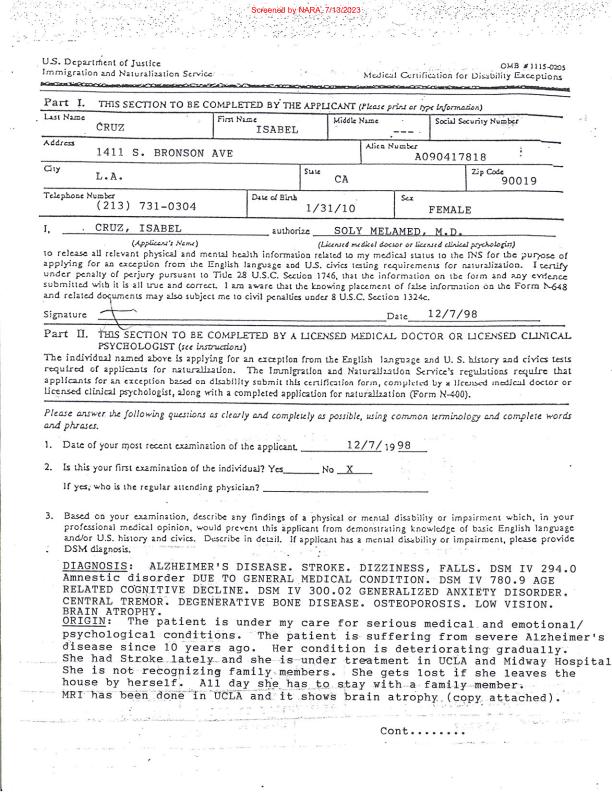 Screened by NARA, 7/13/2023
U.S. Department of Justice
Immigration and Naturalization Service
OMB #1115-0205
Medical Certification for Disability Exceptions
Part I. THIS SECTION TO BE COMPLETED BY THE APPLICANT (Please print or type information)
Last Name First Name Middle Name Social Security Number
CRUZ ISABEL ---
Address Alien Number
1411 S. BRONSON AVE A090417818
City State Zip Code
L.A. CA 90019
Telephone Number Date of Birth Sex
(213) 731-0304 1/31/10 FEMALE
I, CRUZ, ISABEL authorize SOLY MELAMED, M.D.
(Applicant's Name) (Licensed medical doctor or licensed clinical psychologist)
to release all relevant physical and mental health information related to my medical status to the INS for the purpose of
applying for an exception from the English language and U.S. civics testing requirements for naturalization. I certify
under penalty of perjury pursuant to Title 28 U.S.C. Section 1746, that the information on the form and any evidence
submitted with it is all true and correct. I am aware that the knowing placement of false information on the Form N-648
and related documents may also subject me to civil penalties under 8 U.S.C. Section 1324c.
Signature Date 12/7/98
Part II. THIS SECTION TO BE COMPLETED BY A LICENSED MEDICAL DOCTOR OR LICENSED CLINICAL
PSYCHOLOGIST (see instructions)
The individual named above is applying for an exception from the English language and U. S. history and civics tests
required of applicants for naturalization. The Immigration and Naturalization Service's regulations require that
applicants for an exception based on disability submit this certification form, completed by a licensed medical doctor or
licensed clinical psychologist, along with a completed application for naturalization (Form N-400).
Please answer the following questions as clearly and completely as possible, using common terminology and complete words
and phrases.
1. Date of your most recent examination of the applicant. 12/7/1998
2. Is this your first examination of the individual? Yes No X
If yes, who is the regular attending physician?
3. Based on your examination, describe any findings of a physical or mental disability or impairment which, in your
professional medical opinion, would prevent this applicant from demonstrating knowledge of basic English language
and/or U.S. history and civics. Describe in detail. If applicant has a mental disability or impairment, please provide
DSM diagnosis.
DIAGNOSIS: ALZHEIMER'S DISEASE. STROKE. DIZZINESS, FALLS. DSM IV 294.0
Amnestic disorder DUE TO GENERAL MEDICAL CONDITION. DSM IV 780.9 AGE
RELATED COGNITIVE DECLINE. DSM IV 300.02 GENERALIZED ANXIETY DISORDER.
CENTRAL TREMOR. DEGENERATIVE BONE DISEASE. OSTEOPOROSIS. LOW VISION.
BRAIN ATROPHY.
ORIGIN: The patient is under my care for serious medical and emotional/
psychological conditions. The patient is suffering from severe Alzheimer's
disease since 10 years ago. Her condition is deteriorating gradually.
She had Stroke lately and she is under treatment in UCLA and Midway Hospital
She is not recognizing family members. She gets lost if she leaves the
house by herself. All day she has to stay with a family member.
MRI has been done in UCLA and it shows brain atrophy (copy attached).
Cont........